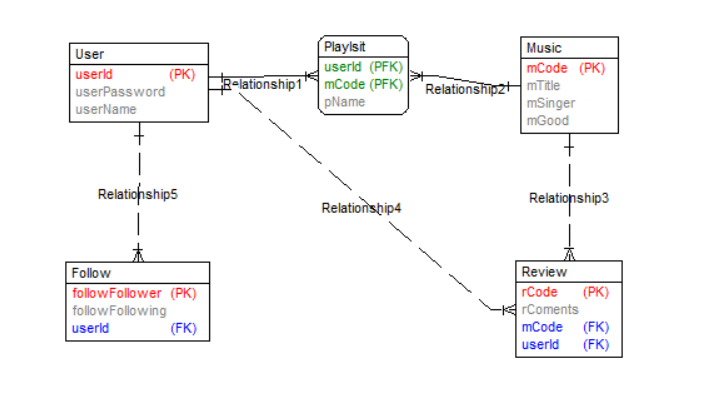 User
userId (PK)
userPassword
userName
Playlsit
userId (PFK)
mCode (PFK)
pName
Music
mCode (PK)
mTitle
mSinger
mGood
Relationship1
Relationship2
Relationship5
Relationship4
Relationship3
Follow
followFollower (PK)
followFollowing
userId (FK)
Review
rCode (PK)
rComents
mCode (FK)
userId (FK)